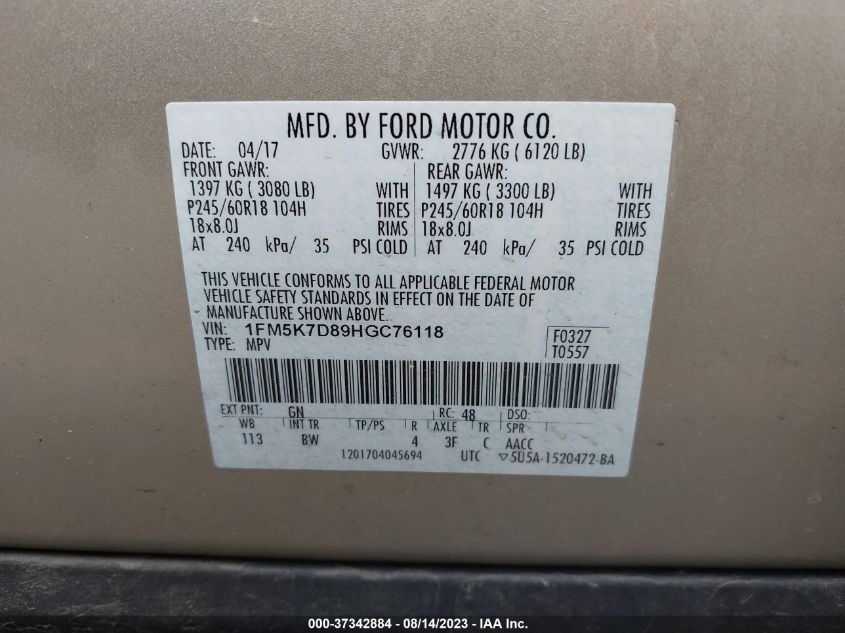 MFD. BY FORD MOTOR CO.
DATE: 04/17 GVWR: 2776 KG ( 6120 LB)
FRONT GAWR: REAR GAWR:
1397 KG ( 3080 LB) WITH 1497 KG ( 3300 LB) WITH
P245/60R18 104H TIRES P245/60R18 104H TIRES
18x8.0J RIMS 18x8.0J RIMS
AT 240 kPa/ 35 PSI COLD AT 240 kPa/ 35 PSI COLD
THIS VEHICLE CONFORMS TO ALL APPLICABLE FEDERAL MOTOR
VEHICLE SAFETY STANDARDS IN EFFECT ON THE DATE OF
MANUFACTURE SHOWN ABOVE.
VIN: 1FM5K7D89HGC76118 F0327
TYPE: MPV T0557
EXT PNT: GN RC: 48 DSO:
WB INT TR TP/PS R AXLE TR SPR
113 BW 4 3F C AACC
1201704045694 UTC ▽5U5A-1520472-BA
000-37342884 - 08/14/2023 - IAA Inc.